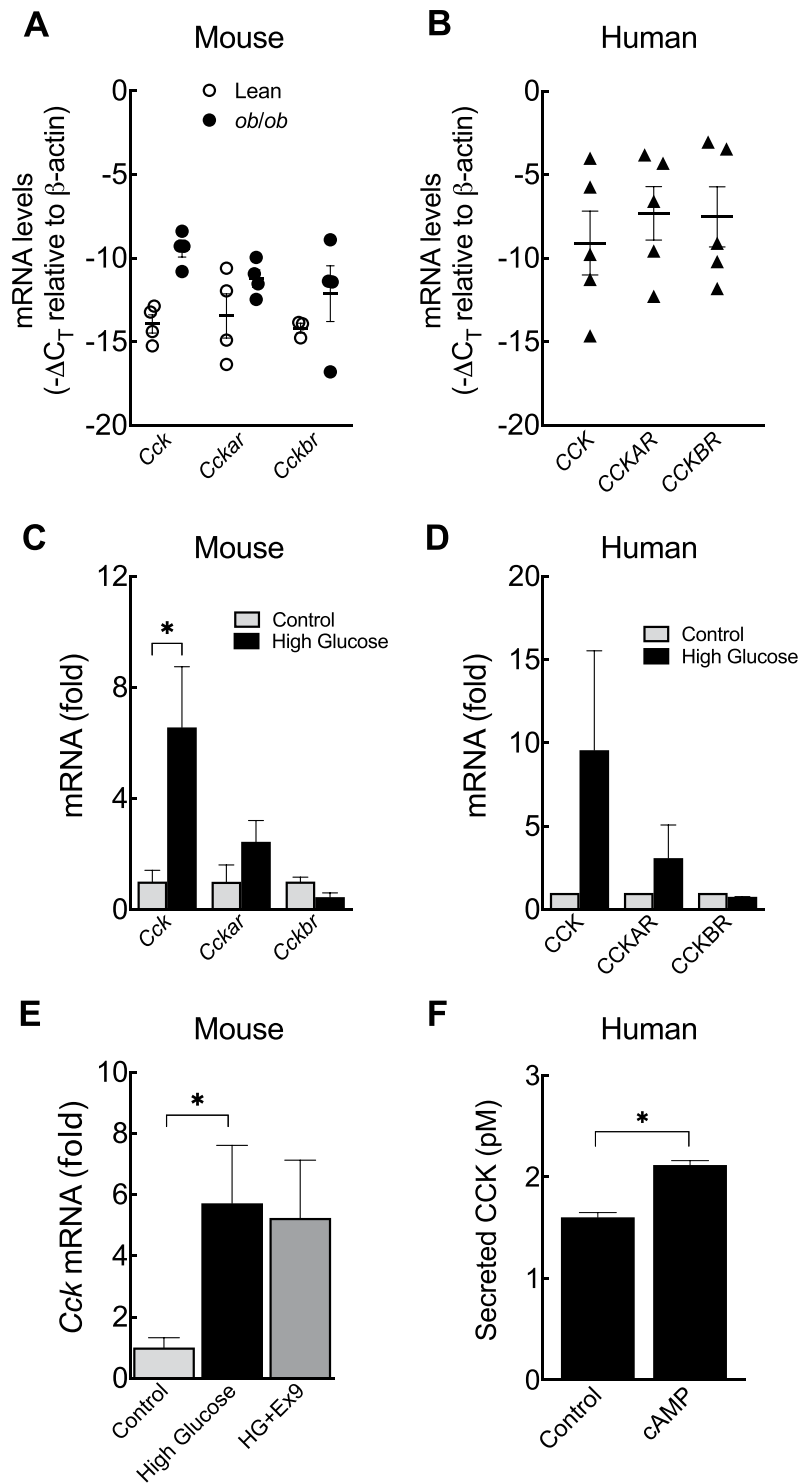 A
Mouse
mRNA levels
(-ΔCT relative to β-actin)
0
-5
-10
-15
-20
Lean
ob/ob
Cck
Cckar
Cckbr
B
Human
mRNA levels
(-ΔCT relative to β-actin)
0
-5
-10
-15
-20
CCK
CCKAR
CCKBR
C
Mouse
mRNA (fold)
12
8
4
0
*
Control
High Glucose
Cck
Cckar
Cckbr
D
Human
mRNA (fold)
20
15
10
5
0
Control
High Glucose
CCK
CCKAR
CCKBR
E
Mouse
Cck mRNA (fold)
10
8
6
4
2
0
*
Control
High Glucose
HG+Ex9
F
Human
Secreted CCK (pM)
3
2
1
0
*
Control
cAMP